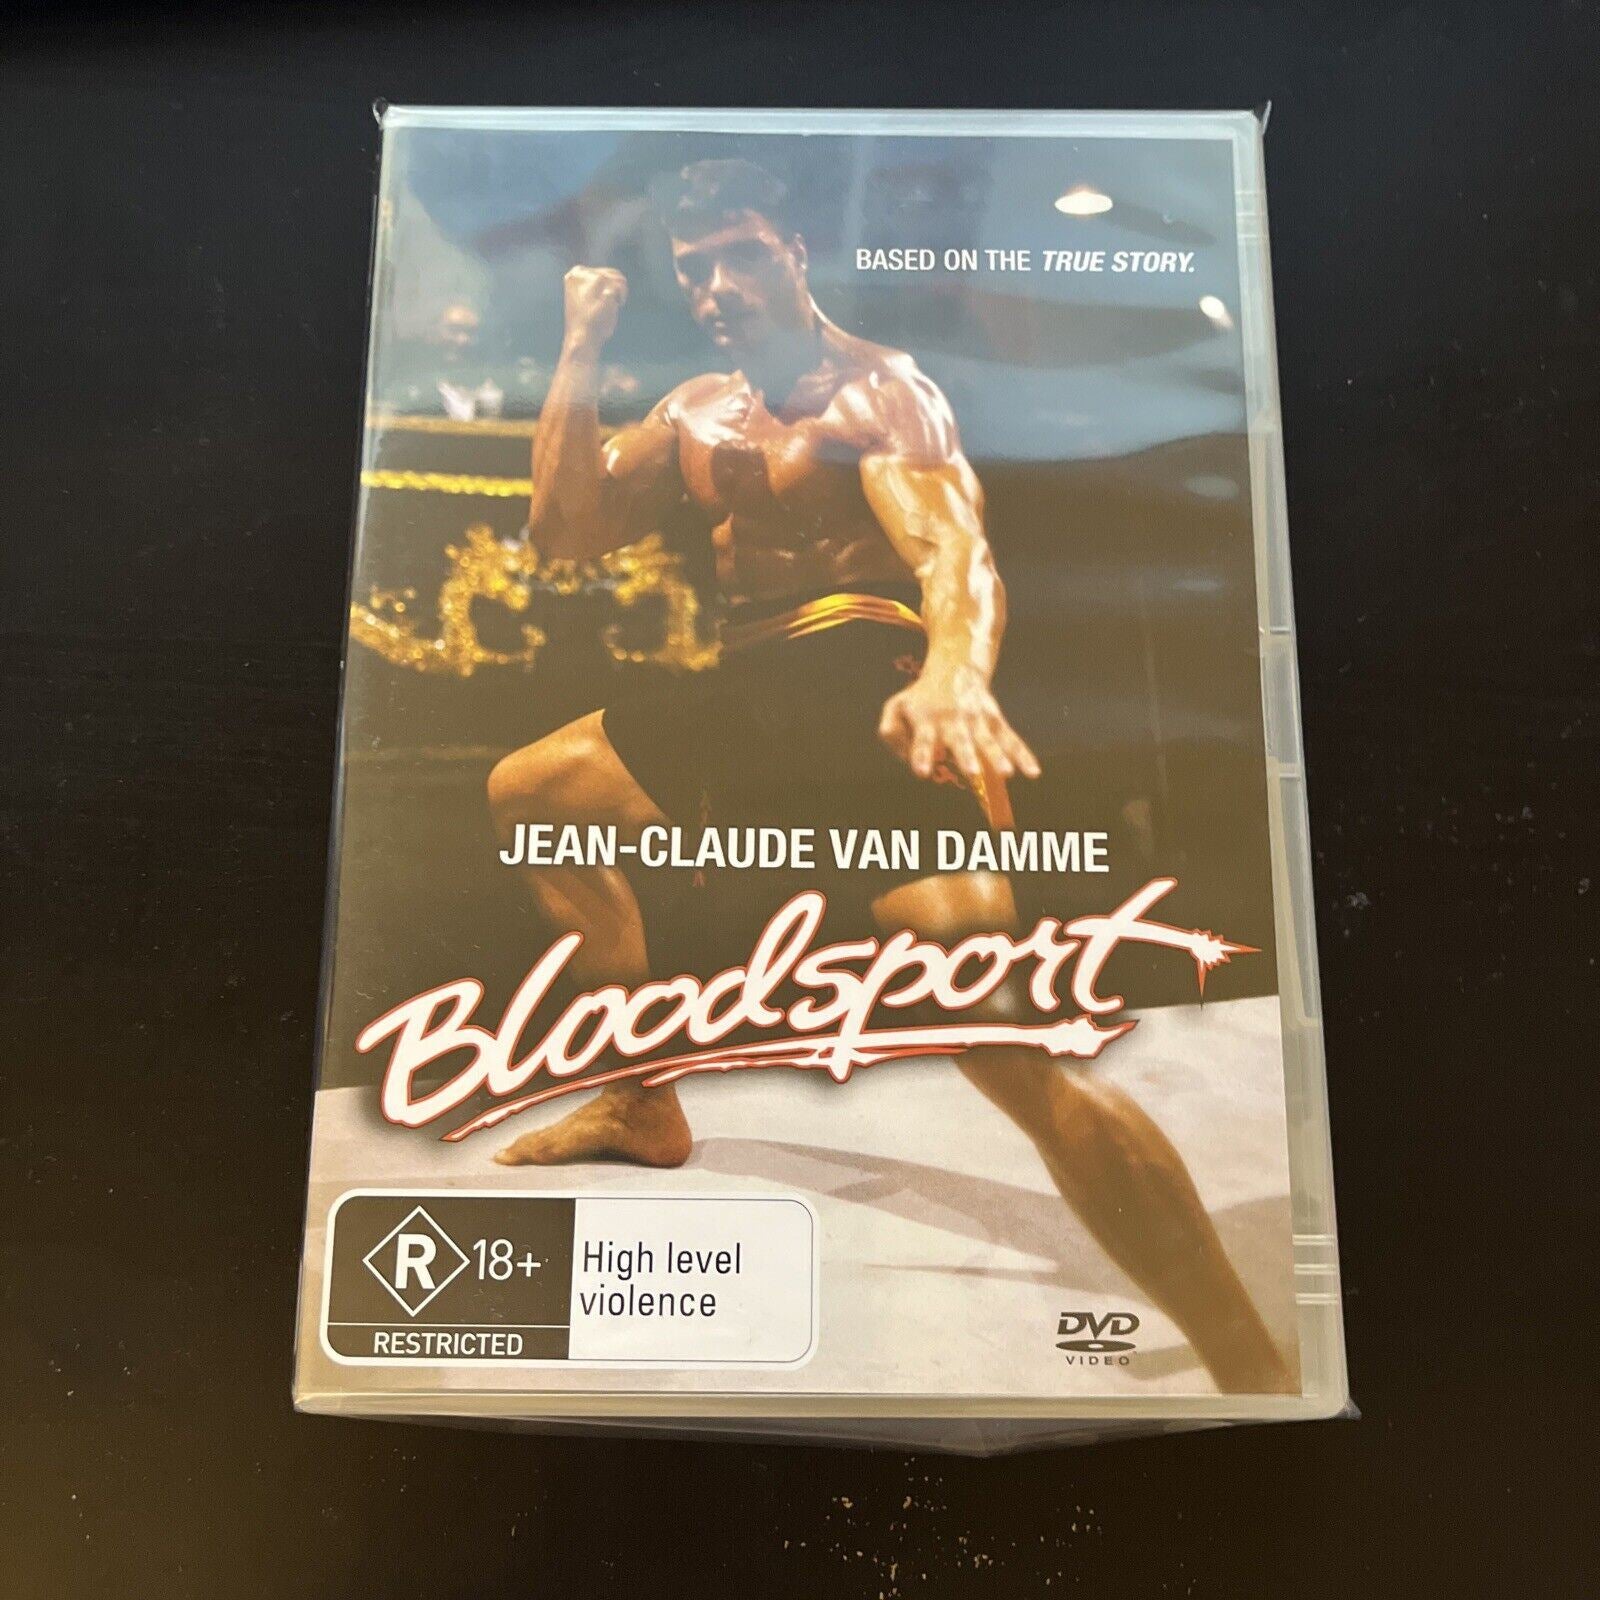 BASED ON THE TRUE STORY.
JEAN-CLAUDE VAN DAMME
Bloodsport
R 18+
RESTRICTED
High level
violence
DVD
VIDEO